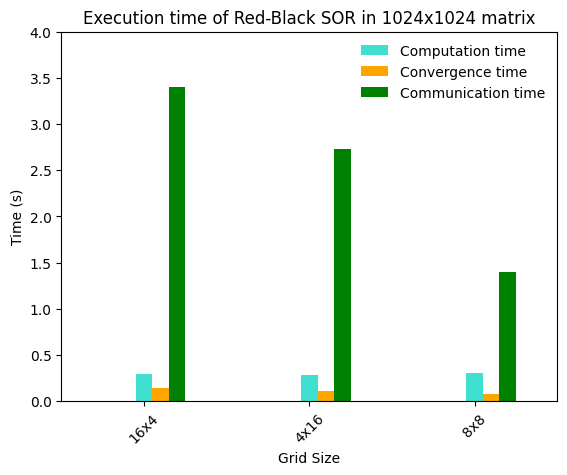 Execution time of Red-Black SOR in 1024x1024 matrix
Computation time
Convergence time
Communication time
4.0
3.5
3.0
2.5
2.0
1.5
1.0
0.5
0.0
Time (s)
16x4
4x16
8x8
Grid Size